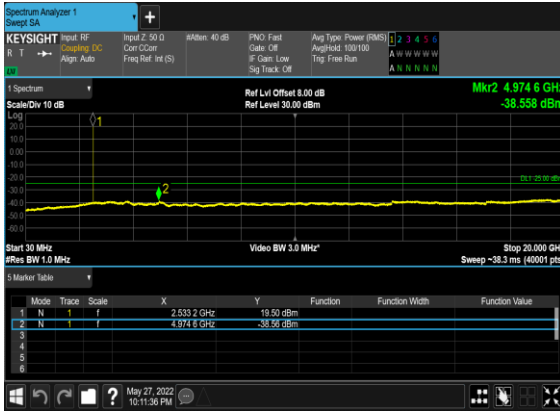 Spectrum Analyzer 1
Swept SA
+
KEYSIGHT Input: RF Input Z: 50 Ω #Atten: 40 dB PNO: Fast Avg Type: Power (RMS) 1 2 3 4 5 6
R T Coupling: DC Corr CCorr Gate: Off Avg|Hold: 100/100 A W W W W W
Align: Auto Freq Ref: Int (S) IF Gain: Low Trig: Free Run
Sig Track: Off A N N N N N
1 Spectrum Ref Lvl Offset 8.00 dB Mkr2 4.974 6 GHz
Scale/Div 10 dB Ref Level 30.00 dBm -38.558 dBm
Log
20.0
10.0
0.00
-10.0
-20.0
-30.0
-40.0
-50.0
-60.0
1
2
DL1 25.00 dBm
Start 30 MHz Video BW 3.0 MHz* Stop 20.000 GH
#Res BW 1.0 MHz Sweep ~38.3 ms (40001 pts
5 Marker Table
Mode Trace Scale X Y Function Function Width Function Value
1 N 1 f 2.533 2 GHz 19.50 dBm
2 N 1 f 4.974 6 GHz -38.56 dBm
3
4
5
6
? May 27, 2022
10:11:36 PM